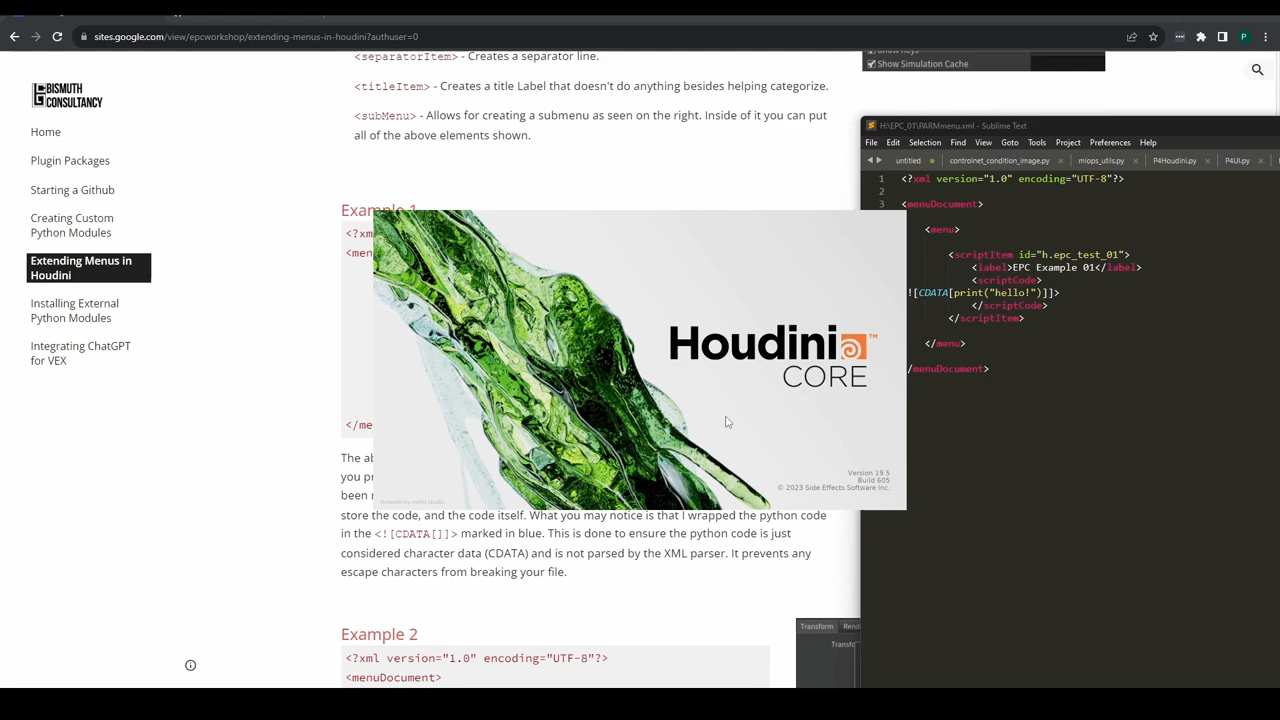 sites.google.com/view/epcworkshop/extending-menus-in-houdini?authuser=0
P
BISMUTH
CONSULTANCY
Home
Plugin Packages
Starting a Github
Creating Custom
Python Modules
Extending Menus in
Houdini
Installing External
Python Modules
Integrating ChatGPT
for VEX
<separatorItem> - Creates a separator line.
<titleItem> - Creates a title Label that doesn't do anything besides helping categorize.
<subMenu> - Allows for creating a submenu as seen on the right. Inside of it you can put
all of the above elements shown.
Example 1
<?xm
<men
</me
The ab
you pr
been m
store the code, and the code itself. What you may notice is that I wrapped the python code
in the <![CDATA[]]> marked in blue. This is done to ensure the python code is just
considered character data (CDATA) and is not parsed by the XML parser. It prevents any
escape characters from breaking your file.
Example 2
<?xml version="1.0" encoding="UTF-8"?>
<menuDocument>
Houdini™
CORE
Version 19.5
Build 605
© 2023 Side Effects Software Inc.
Show Simulation Cache
H:\EPC_01\PARMmenu.xml - Sublime Text
File Edit Selection Find View Goto Tools Project Preferences Help
untitled controlnet_condition_image.py mlops_utils.py P4Houdini.py P4UI.py
1 <?xml version="1.0" encoding="UTF-8"?>
2
3 <menuDocument>
<menu>
<scriptItem id="h.epc_test_01">
<label>EPC Example 01</label>
<scriptCode>
![CDATA[print("hello!")]]>
</scriptCode>
</scriptItem>
</menu>
/menuDocument>
Transform Rend
Transfo